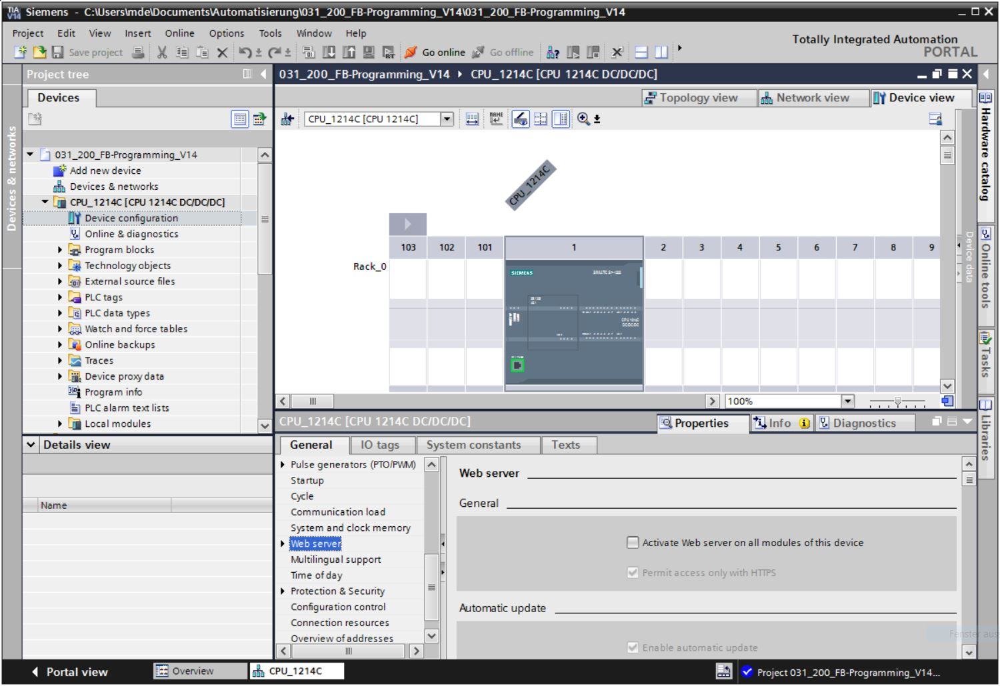 Siemens - C:\Users\mde\Documents\Automatisierung\031_200_FB-Programming_V14\031_200_FB-Programming_V14
Project Edit View Insert Online Options Tools Window Help
Totally Integrated Automation
PORTAL
Save project
Go online
Go offline
Project tree
031_200_FB-Programming_V14 CPU_1214C [CPU 1214C DC/DC/DC]
Devices
Topology view
Network view
Device view
CPU_1214C [CPU 1214C]
Devices & networks
031_200_FB-Programming_V14
Add new device
Devices & networks
CPU_1214C [CPU 1214C DC/DC/DC]
Device configuration
Online & diagnostics
Program blocks
Technology objects
External source files
PLC tags
PLC data types
Watch and force tables
Online backups
Traces
Device proxy data
Program info
PLC alarm text lists
Local modules
Details view
Name
CPU_1214C
103 102 101 1 2 3 4 5 6 7 8 9
Rack_0
SIEMENS
CPU 1214C
DC/DC/DC
100%
Device data
Hardware catalog
Online tools
Tasks
Libraries
CPU_1214C [CPU 1214C DC/DC/DC]
Properties
Info
Diagnostics
General
IO tags
System constants
Texts
Pulse generators (PTO/PWM)
Startup
Cycle
Communication load
System and clock memory
Web server
Multilingual support
Time of day
Protection & Security
Configuration control
Connection resources
Overview of addresses
Web server
General
Activate Web server on all modules of this device
Permit access only with HTTPS
Automatic update
Enable automatic update
Fenster aus
Portal view
Overview
CPU_1214C
Project 031_200_FB-Programming_V14...